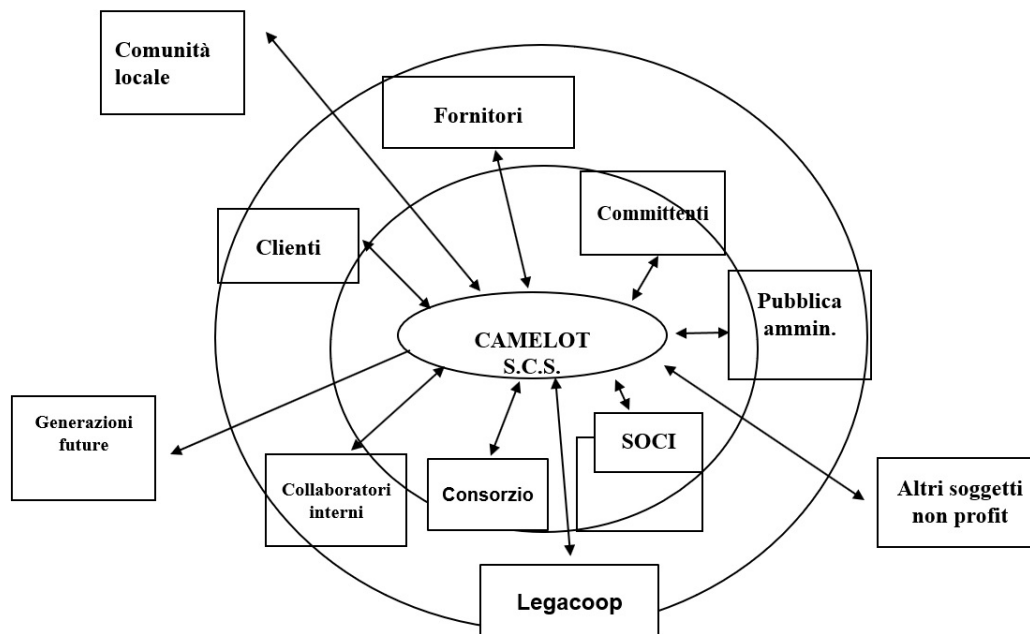 Comunità
locale
Fornitori
Committenti
Clienti
Pubblica
ammin.
CAMELOT
S.C.S.
Generazioni
future
SOCI
Collaboratori
interni
Consorzio
Altri soggetti
non profit
Legacoop